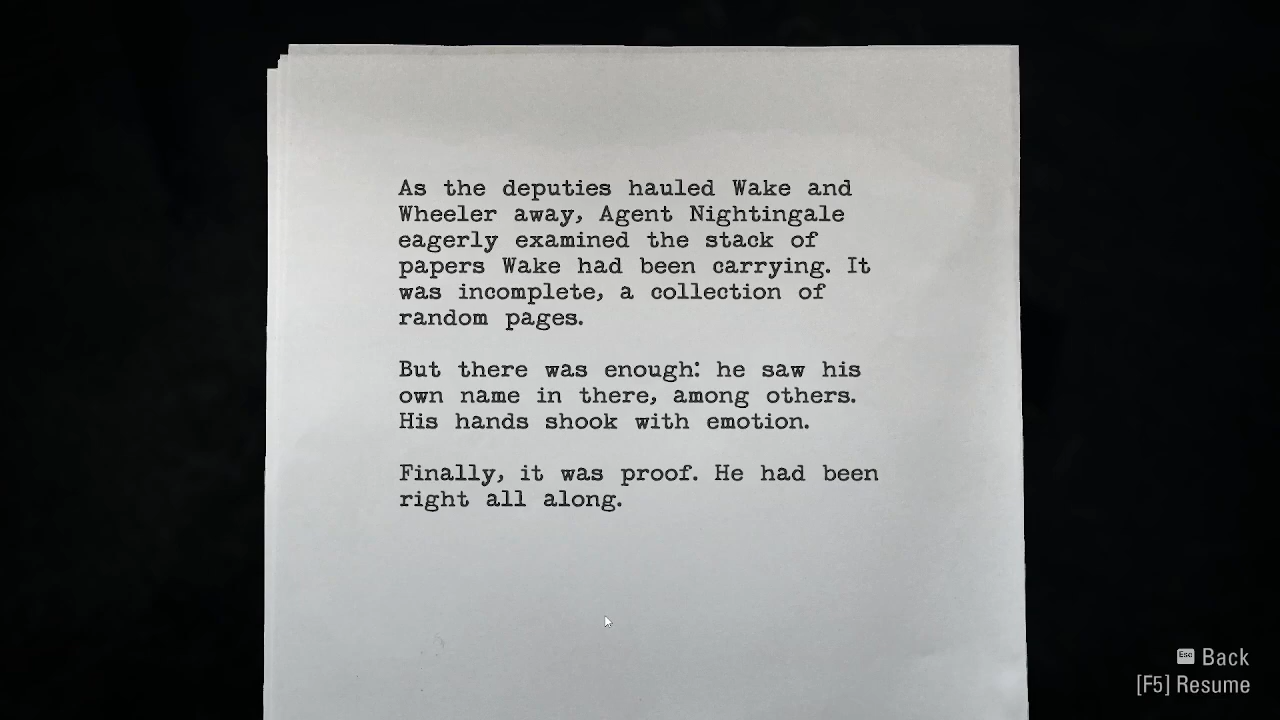 As the deputies hauled Wake and
Wheeler away, Agent Nightingale
eagerly examined the stack of
papers Wake had been carrying. It
was incomplete, a collection of
random pages.
But there was enough: he saw his
own name in there, among others.
His hands shook with emotion.
Finally, it was proof. He had been
right all along.
Esc Back
[F5] Resume